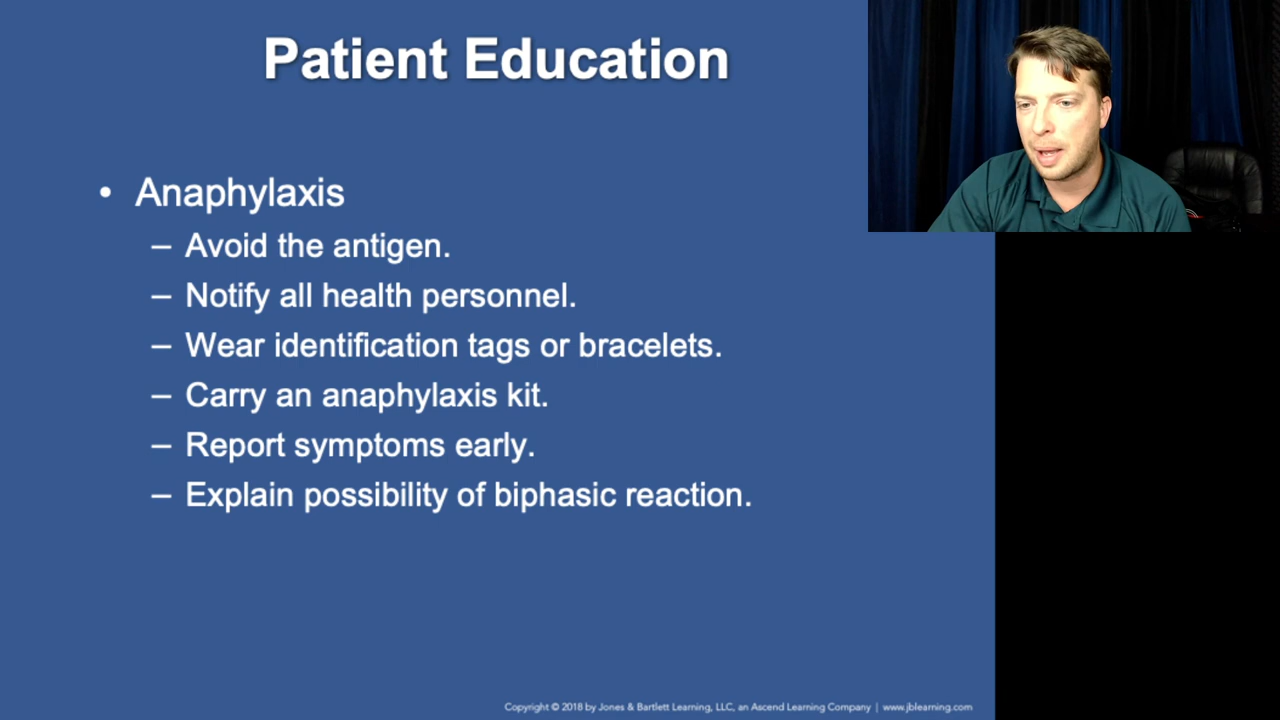 Patient Education
• Anaphylaxis
– Avoid the antigen.
– Notify all health personnel.
– Wear identification tags or bracelets.
– Carry an anaphylaxis kit.
– Report symptoms early.
– Explain possibility of biphasic reaction.
Copyright © 2018 by Jones & Bartlett Learning, LLC, an Ascend Learning Company | www.jblearning.com